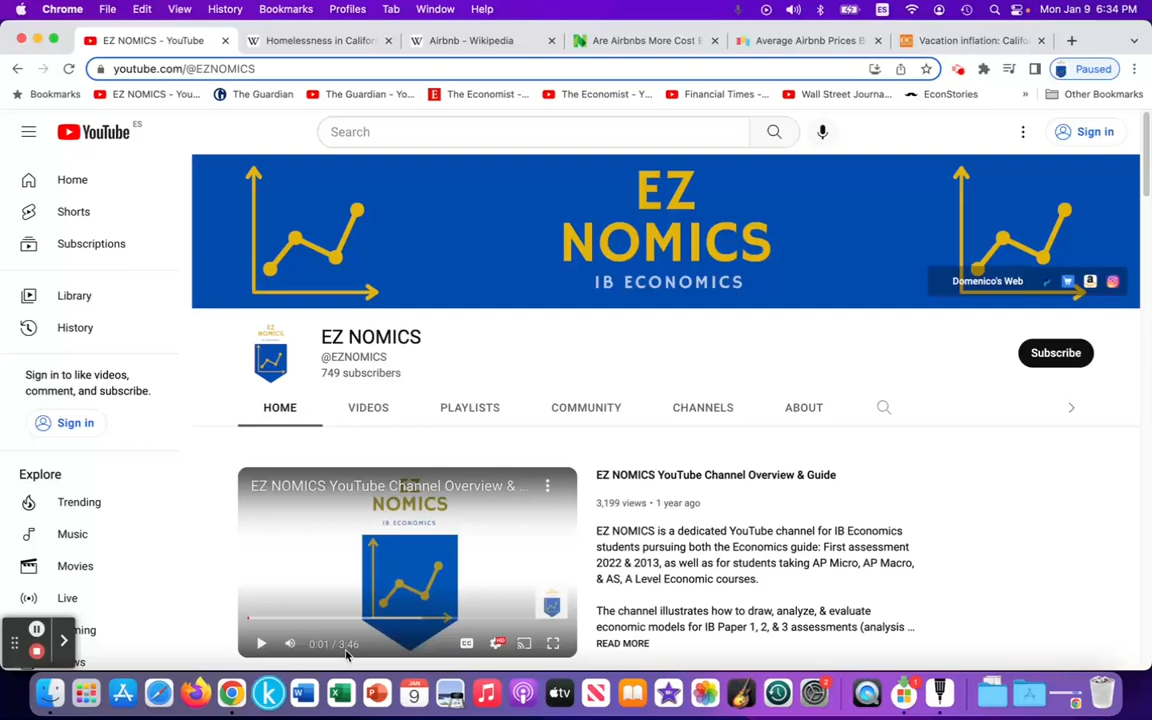 Chrome File Edit View History Bookmarks Profiles Tab Window Help ES Mon Jan 9 6:34 PM
EZ NOMICS - YouTube Homelessness in Califor Airbnb - Wikipedia Are Airbnbs More Cost E Average Airbnb Prices B Vacation inflation: Califo
youtube.com/@EZNOMICS Paused
Bookmarks EZ NOMICS - You... The Guardian The Guardian - Yo... The Economist -... The Economist - Y... Financial Times -... Wall Street Journa... EconStories » Other Bookmarks
YouTube ES Search Sign in
Home
Shorts
Subscriptions
Library
History
Sign in to like videos,
comment, and subscribe.
Sign in
Explore
Trending
Music
Movies
Live
EZ
NOMICS
IB ECONOMICS
Domenico's Web
EZ NOMICS
@EZNOMICS
749 subscribers
Subscribe
HOME VIDEOS PLAYLISTS COMMUNITY CHANNELS ABOUT
EZ NOMICS YouTube Channel Overview & ...
NOMICS
IB ECONOMICS
0:01 / 3:46
EZ NOMICS YouTube Channel Overview & Guide
3,199 views • 1 year ago
EZ NOMICS is a dedicated YouTube channel for IB Economics
students pursuing both the Economics guide: First assessment
2022 & 2013, as well as for students taking AP Micro, AP Macro,
& AS, A Level Economic courses.
The channel illustrates how to draw, analyze, & evaluate
economic models for IB Paper 1, 2, & 3 assessments (analysis ...
READ MORE